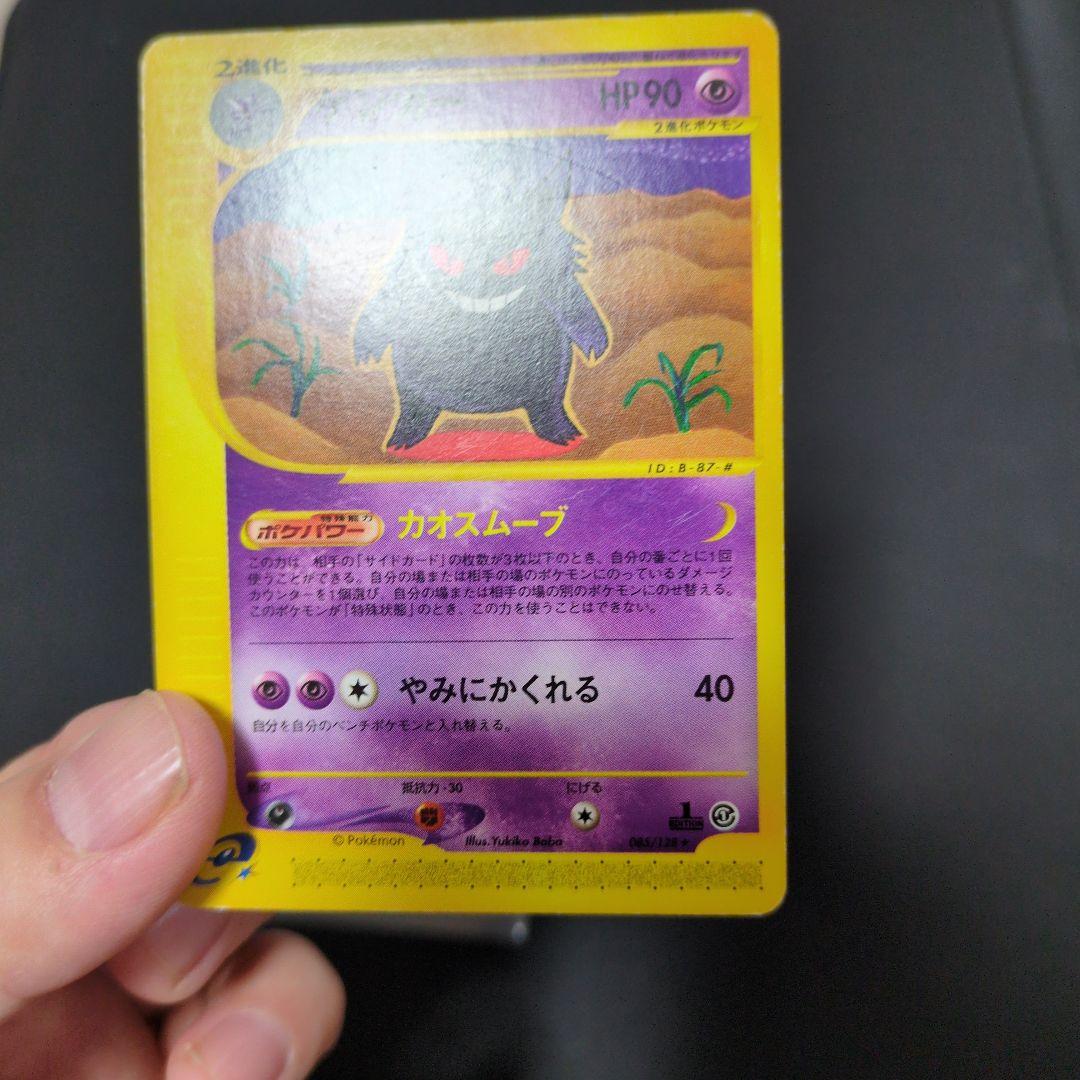 2進化
HP90
2進化ポケモン
ID:B-87-#
特殊能力
ポケパワー カオスムーブ
この力は、相手の「サイドカード」の枚数が3枚以下のとき、自分の番ごとに1回
使うことができる。自分の場または相手の場のポケモンにのっているダメージ
カウンターを1個選び、自分の場または相手の場の別のポケモンにのせ替える。
このポケモンが「特殊状態」のとき、この力を使うことはできない。
やみにかくれる 40
自分を自分のベンチポケモンと入れ替える。
弱点 抵抗力-30 にげる
1 EDITION
© Pokémon Illus.Yukiko Baba 085/128★